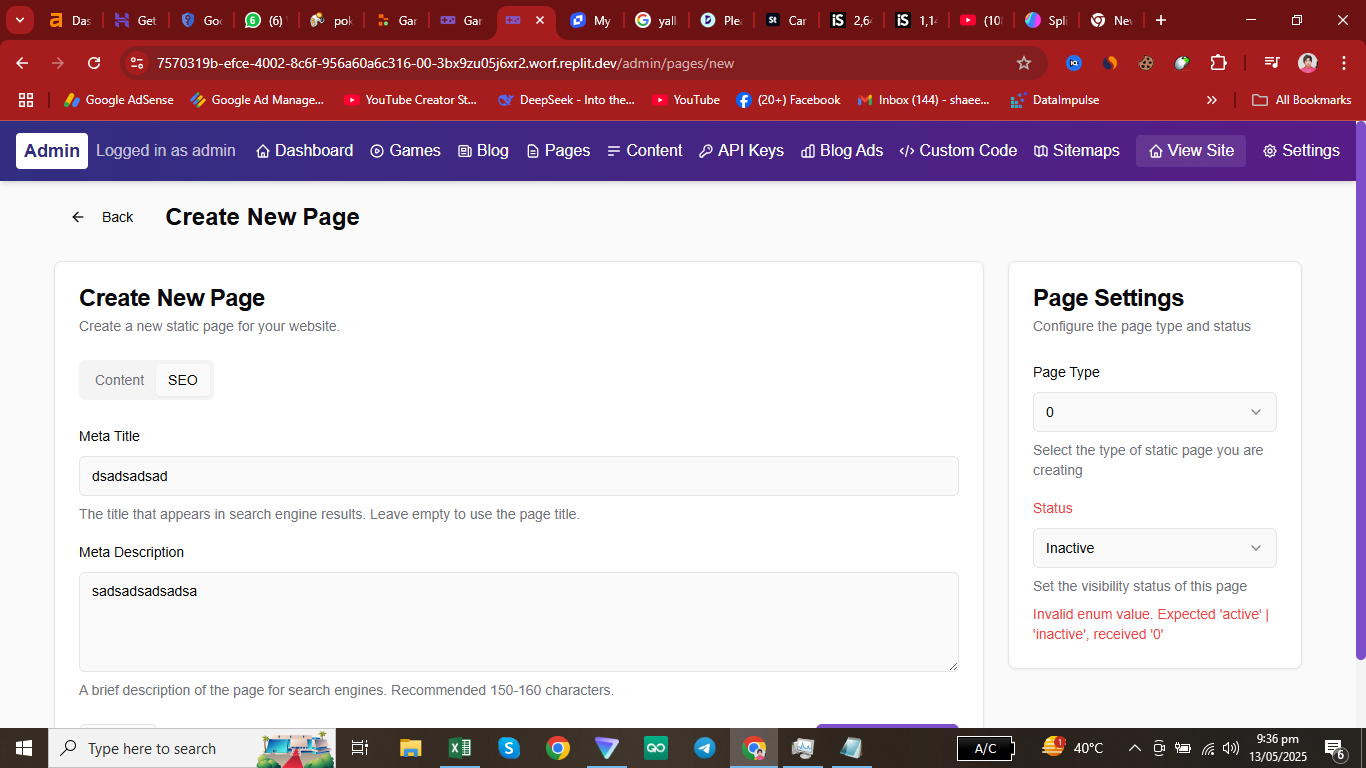 Das
Get
Goo
(6)
pok
Gar
Gar
My
yall
Plea
Car
2,64
1,14
(10
Spli
Nev
7570319b-efce-4002-8c6f-956a60a6c316-00-3bx9zu05j6xr2.worf.replit.dev/admin/pages/new
Google AdSense
Google Ad Manage...
YouTube Creator St...
DeepSeek - Into the...
YouTube
(20+) Facebook
Inbox (144) - shaee...
DataImpulse
All Bookmarks
Admin
Logged in as admin
Dashboard
Games
Blog
Pages
Content
API Keys
Blog Ads
Custom Code
Sitemaps
View Site
Settings
Back
Create New Page
Create New Page
Create a new static page for your website.
Content
SEO
Meta Title
dsadsadsad
The title that appears in search engine results. Leave empty to use the page title.
Meta Description
sadsadsadsadsa
A brief description of the page for search engines. Recommended 150-160 characters.
Page Settings
Configure the page type and status
Page Type
0
Select the type of static page you are
creating
Status
Inactive
Set the visibility status of this page
Invalid enum value. Expected 'active' |
'inactive', received '0'
Type here to search
A/C
1
40°C
9:36 pm
13/05/2025
6